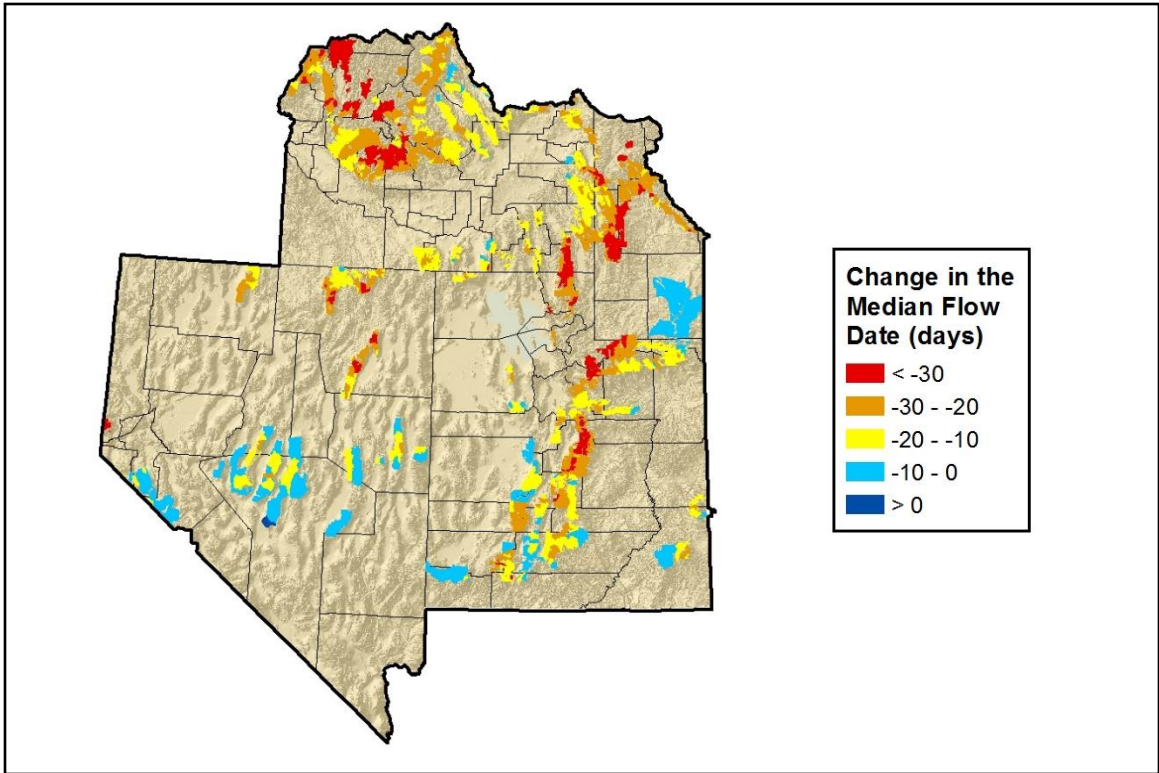 Change in the
Median Flow
Date (days)
< -30
-30 - -20
-20 - -10
-10 - 0
> 0